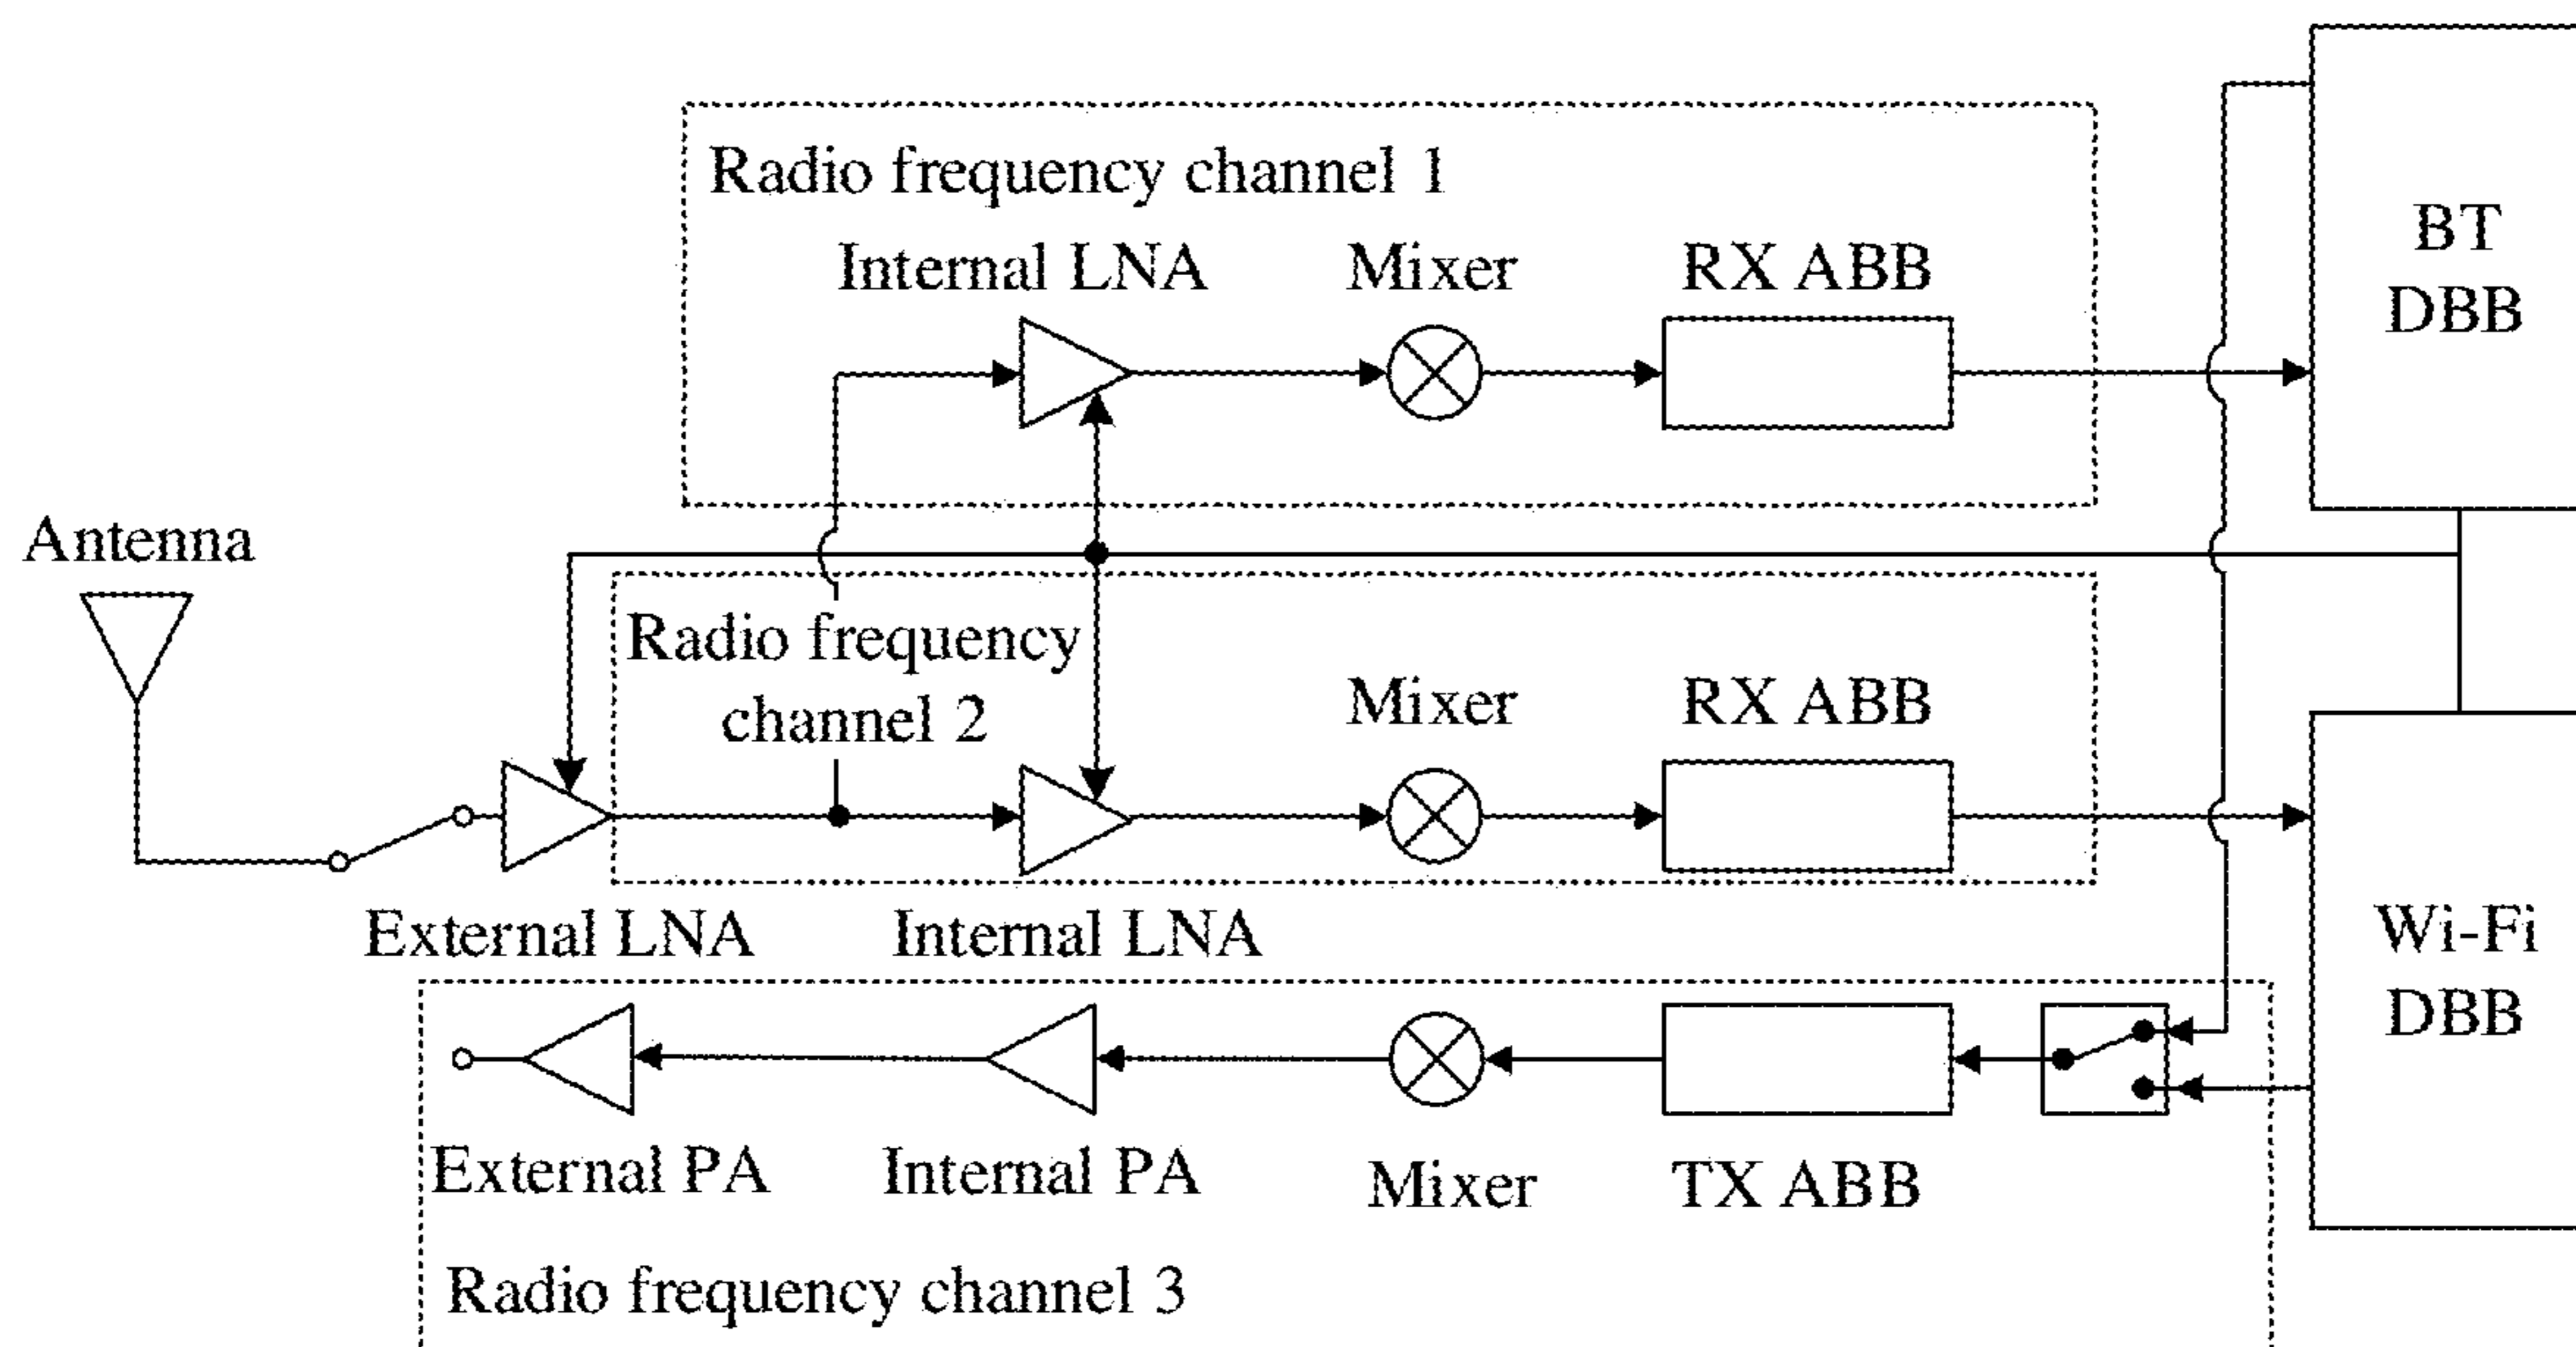 Radio frequency channel 1
Internal LNA
Mixer
RX ABB
BT
DBB
Antenna
Radio frequency
channel 2
Mixer
RX ABB
External LNA
Internal LNA
Wi-Fi
DBB
External PA
Internal PA
Mixer
TX ABB
Radio frequency channel 3